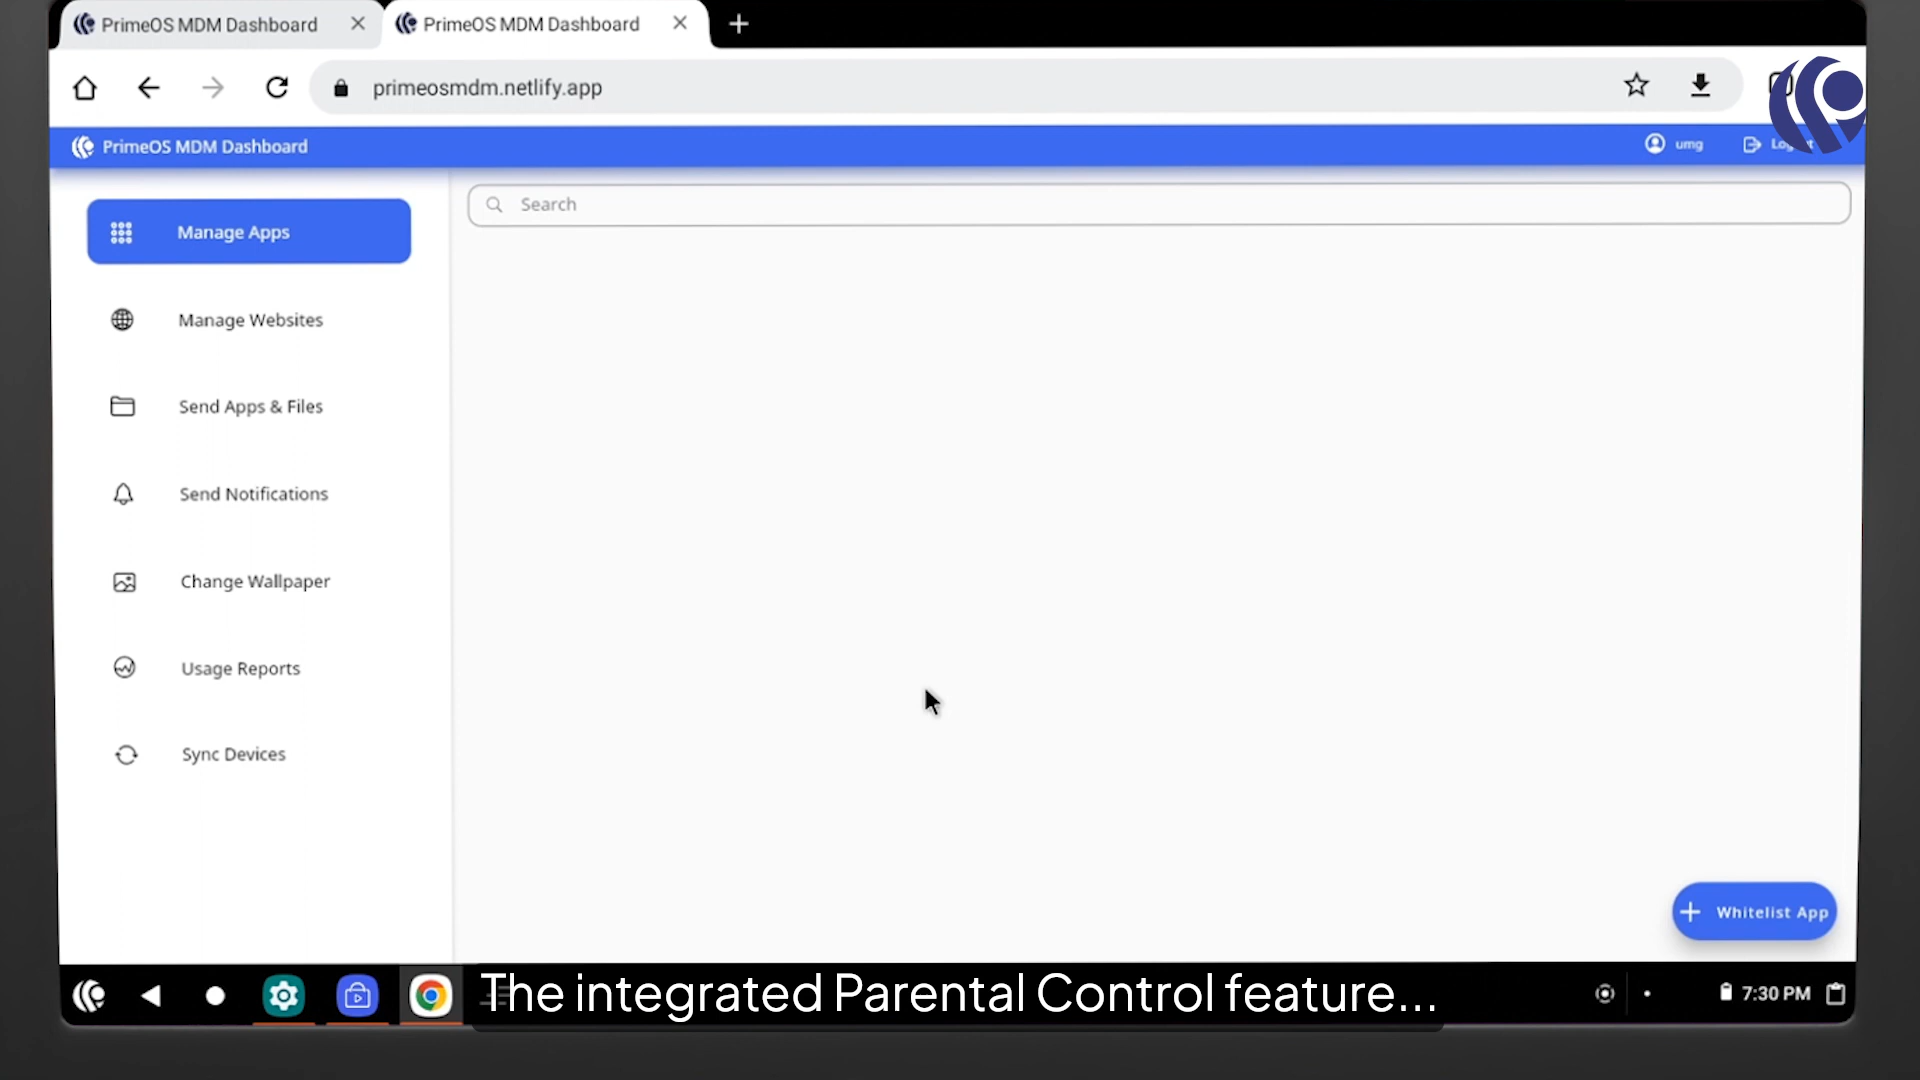 PrimeOS MDM Dashboard
PrimeOS MDM Dashboard
primeosmdm.netlify.app
PrimeOS MDM Dashboard
umg
Search
Manage Apps
Manage Websites
Send Apps & Files
Send Notifications
Change Wallpaper
Usage Reports
Sync Devices
Whitelist App
The integrated Parental Control feature...
7:30 PM